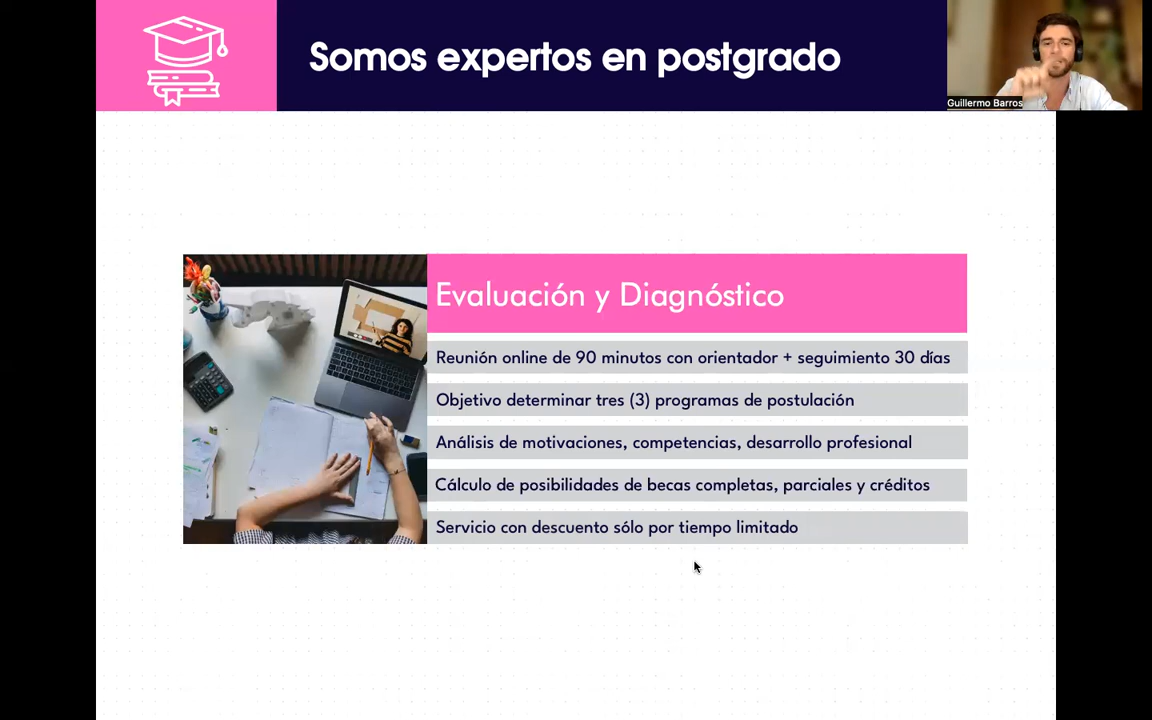 Somos expertos en postgrado
Guillermo Barros
Evaluación y Diagnóstico
Reunión online de 90 minutos con orientador + seguimiento 30 días
Objetivo determinar tres (3) programas de postulación
Análisis de motivaciones, competencias, desarrollo profesional
Cálculo de posibilidades de becas completas, parciales y créditos
Servicio con descuento sólo por tiempo limitado